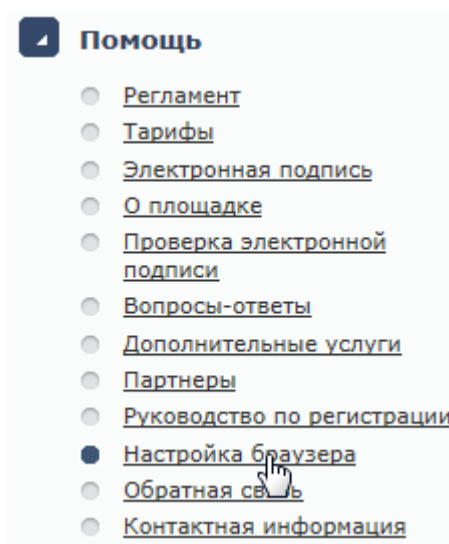 Помощь
Регламент
Тарифы
Электронная подпись
О площадке
Проверка электронной
подписи
Вопросы-ответы
Дополнительные услуги
Партнеры
Руководство по регистрации
Настройка браузера
Обратная связь
Контактная информация